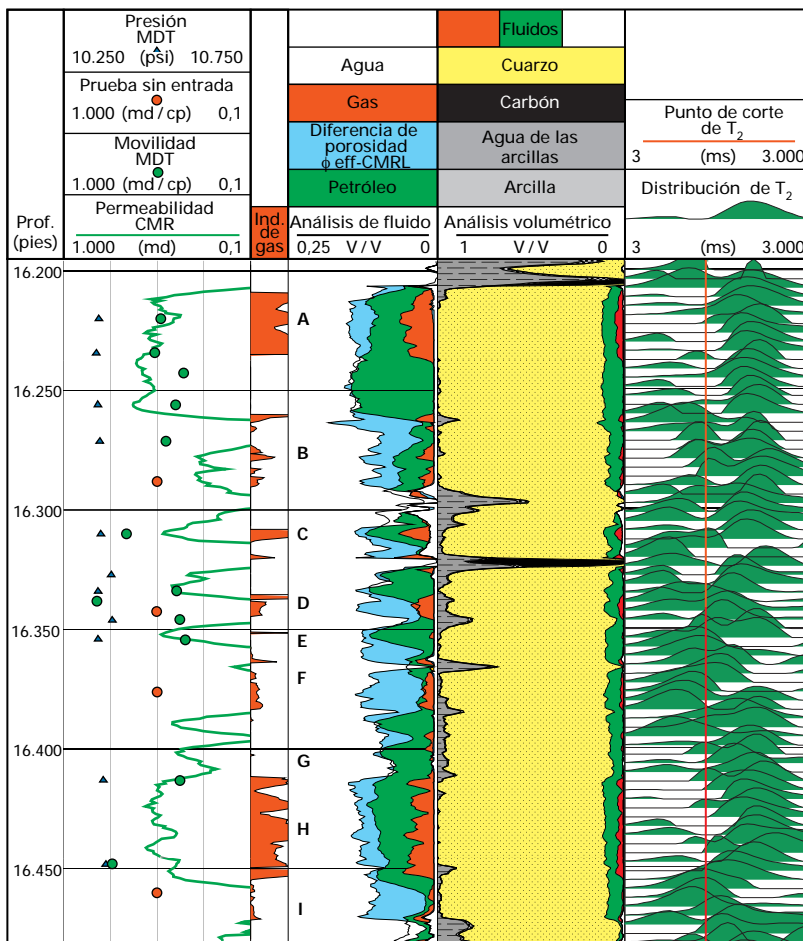 Presión
MDT
10.250 (psi) 10.750
Prueba sin entrada
1.000 (md / cp) 0,1
Movilidad
MDT
1.000 (md / cp) 0,1
Permeabilidad
CMR
1.000 (md) 0,1
Prof.
(pies)
Ind.
de
gas
Agua
Gas
Diferencia de
porosidad
ϕ eff-CMRL
Petróleo
Análisis de fluido
0,25 V / V 0
Fluidos
Cuarzo
Carbón
Agua de las
arcillas
Arcilla
Análisis volumétrico
1 V / V 0
Punto de corte
de T2
3 (ms) 3.000
Distribución de T2
3 (ms) 3.000
16.200
A
16.250
B
16.300
C
D
16.350
E
F
16.400
G
H
16.450
I